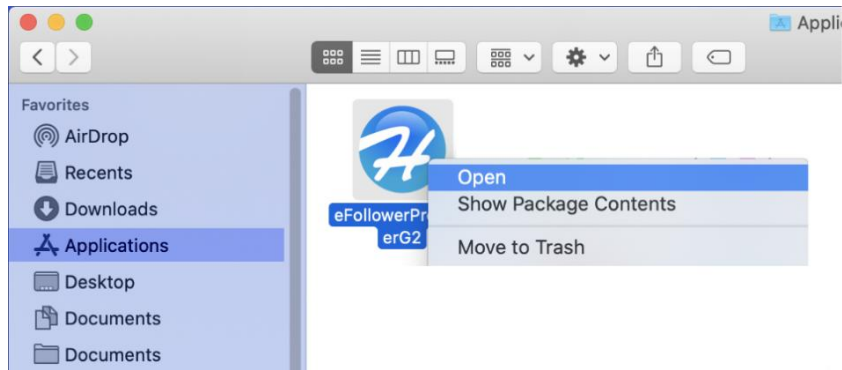 Appli
Favorites
AirDrop
Recents
Downloads
Applications
Desktop
Documents
Documents
eFollowerPr
erG2
Open
Show Package Contents
Move to Trash